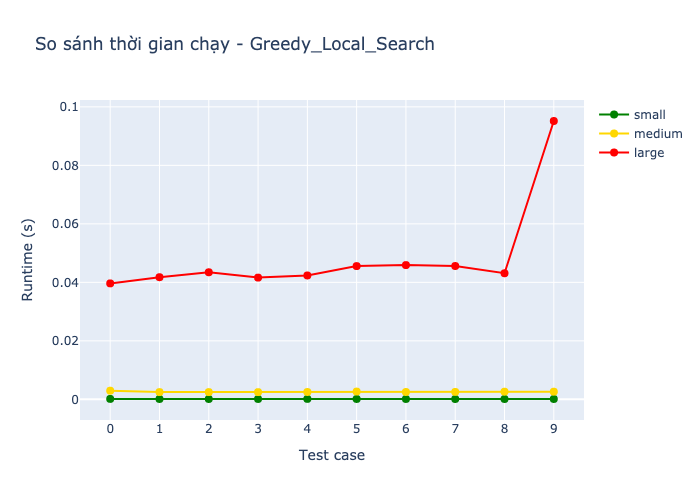 So sánh thời gian chạy - Greedy_Local_Search
0.1
0.08
0.06
0.04
0.02
0
Runtime (s)
0 1 2 3 4 5 6 7 8 9
Test case
small
medium
large